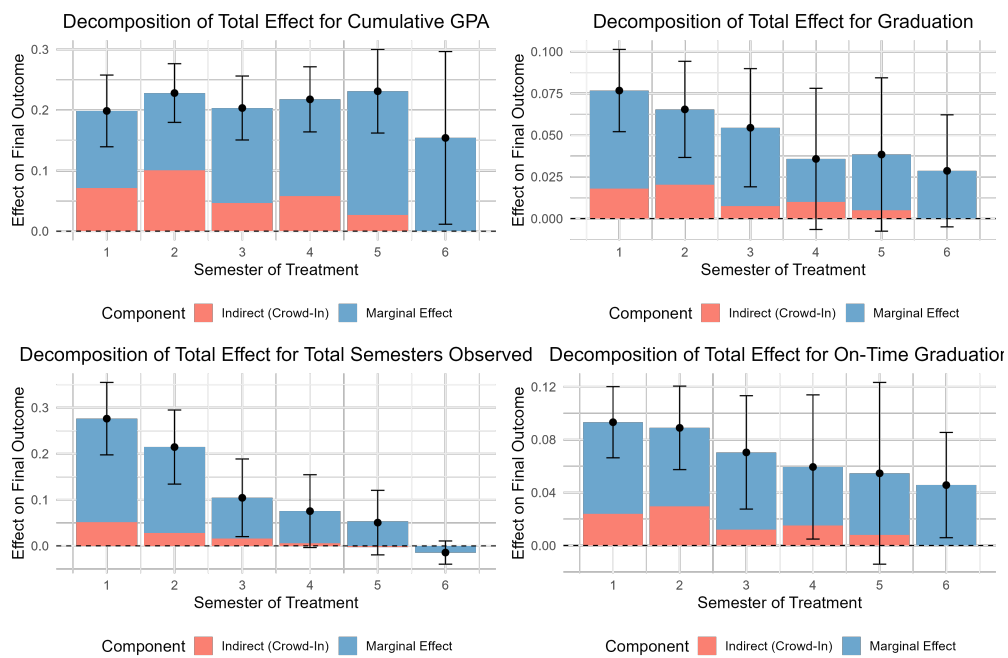 Decomposition of Total Effect for Cumulative GPA
Effect on Final Outcome
0.3
0.2
0.1
0.0
1 2 3 4 5 6
Semester of Treatment
Component Indirect (Crowd-In) Marginal Effect
Decomposition of Total Effect for Graduation
Effect on Final Outcome
0.100
0.075
0.050
0.025
0.000
1 2 3 4 5 6
Semester of Treatment
Component Indirect (Crowd-In) Marginal Effect
Decomposition of Total Effect for Total Semesters Observed
Effect on Final Outcome
0.3
0.2
0.1
0.0
1 2 3 4 5 6
Semester of Treatment
Component Indirect (Crowd-In) Marginal Effect
Decomposition of Total Effect for On-Time Graduation
Effect on Final Outcome
0.12
0.08
0.04
0.00
1 2 3 4 5 6
Semester of Treatment
Component Indirect (Crowd-In) Marginal Effect